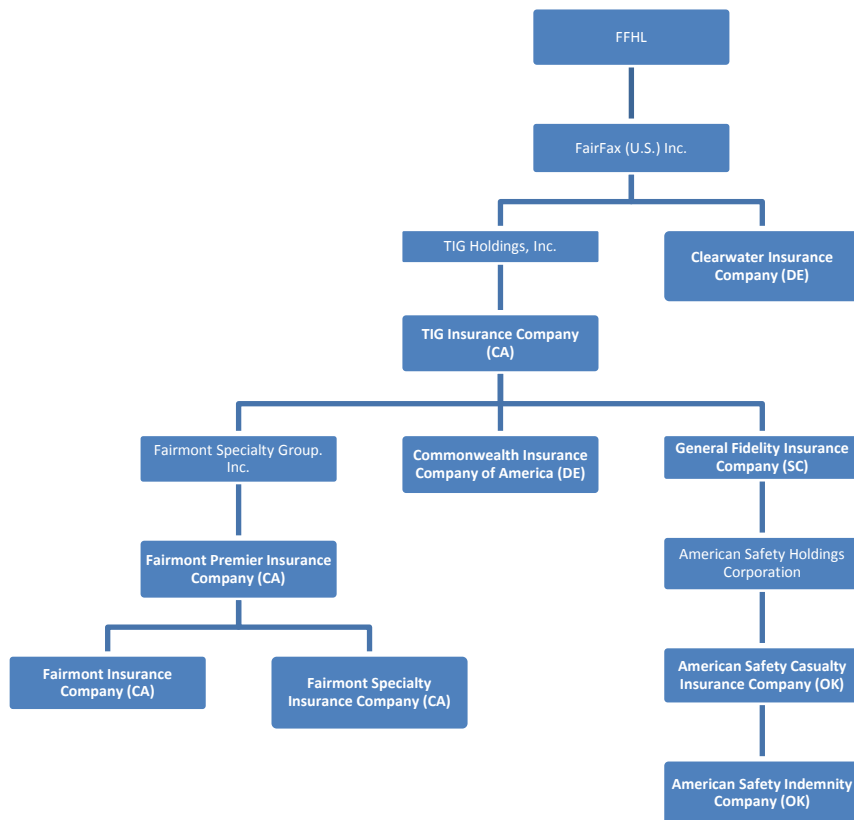 FFHL
FairFax (U.S.) Inc.
TIG Holdings, Inc.
Clearwater Insurance
Company (DE)
TIG Insurance Company
(CA)
Fairmont Specialty Group.
Inc.
Commonwealth Insurance
Company of America (DE)
General Fidelity Insurance
Company (SC)
Fairmont Premier Insurance
Company (CA)
American Safety Holdings
Corporation
Fairmont Insurance
Company (CA)
Fairmont Specialty
Insurance Company (CA)
American Safety Casualty
Insurance Company (OK)
American Safety Indemnity
Company (OK)